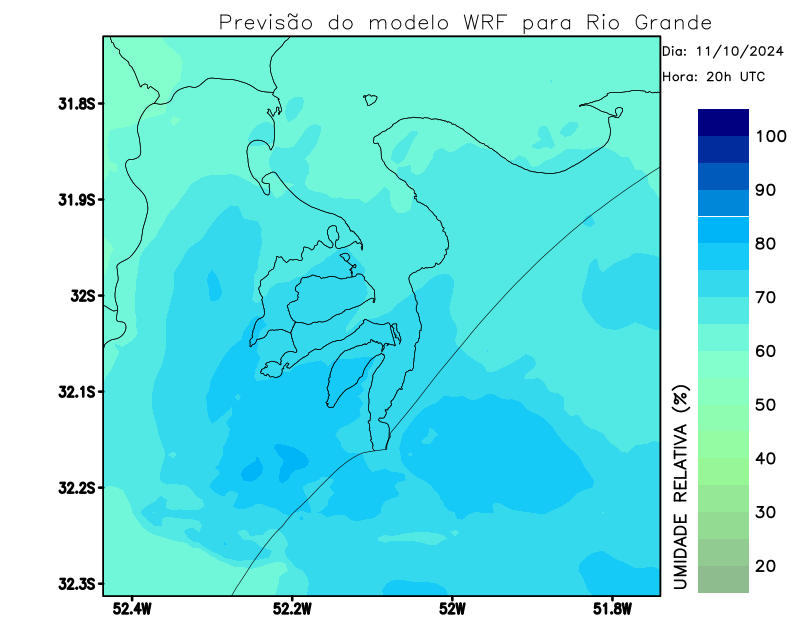 Previsão do modelo WRF para Rio Grande
Dia: 11/10/2024
Hora: 20h UTC
31.8S
31.9S
32S
32.1S
32.2S
32.3S
52.4W
52.2W
52W
51.8W
100
90
80
70
60
50
40
30
20
UMIDADE RELATIVA (%)